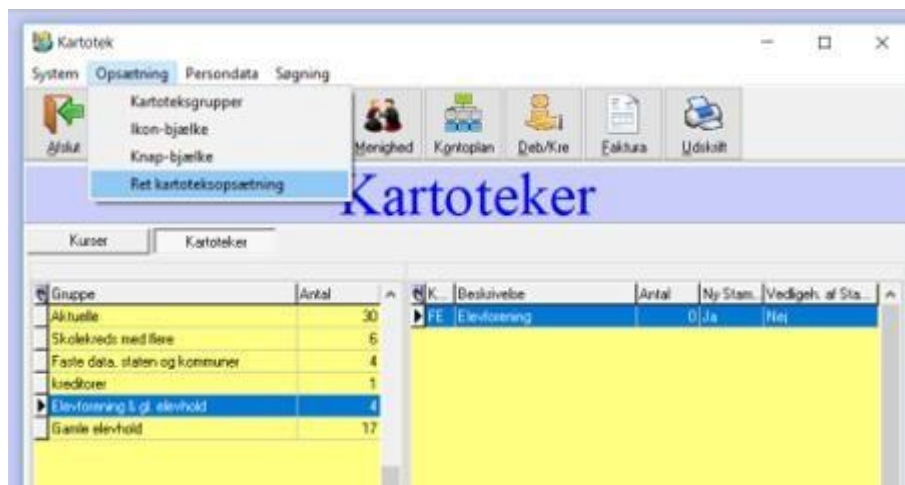 Kartotek
System Opsætning Persondata Søgning
Kartoteksgrupper
Ikon-bjælke
Knap-bjælke
Ret kartoteksopsætning
Afslut Menighed Kontoplan Deb/Kre Faktura Udskrift
Kartoteker
Kurser Kartoteker
Gruppe Antal
Aktuelle 30
Skolekreds med flere 6
Faste data, staten og kommuner 4
kreditorer 1
Elevforening & gl. elevhold 4
Gamle elevhold 17
K... Beskrivelse Antal Ny Stam.. Vedligeh. af Sta...
FE Elevforening 0 Ja Nej